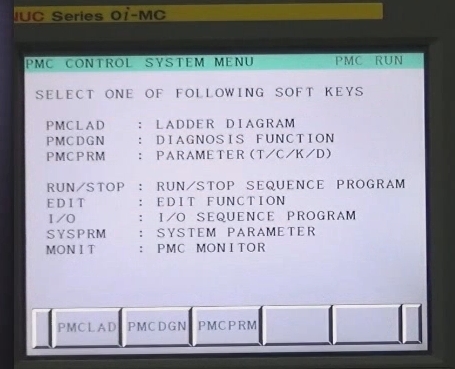 UC Series 0i-MC
PMC CONTROL SYSTEM MENU PMC RUN
SELECT ONE OF FOLLOWING SOFT KEYS
PMCLAD : LADDER DIAGRAM
PMCDGN : DIAGNOSIS FUNCTION
PMCPRM : PARAMETER(T/C/K/D)
RUN/STOP : RUN/STOP SEQUENCE PROGRAM
EDIT : EDIT FUNCTION
I/O : I/O SEQUENCE PROGRAM
SYSPRM : SYSTEM PARAMETER
MONIT : PMC MONITOR
PMCLAD PMCDGN PMCPRM